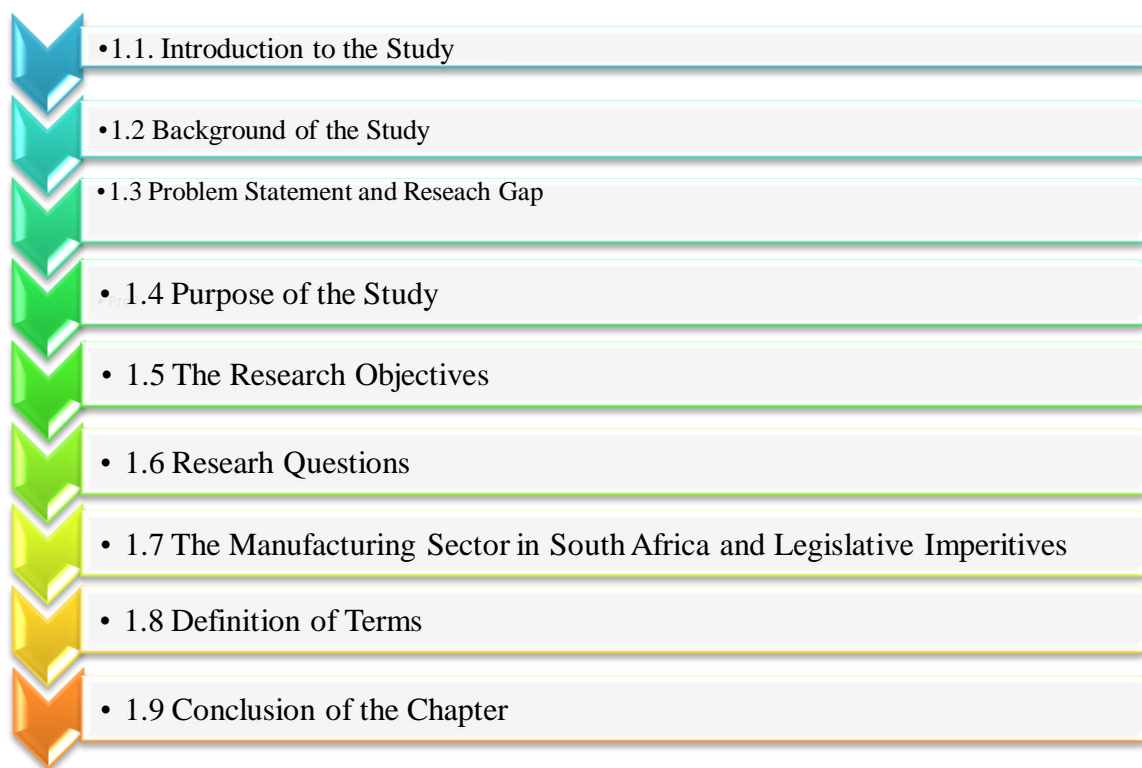 •1.1. Introduction to the Study
•1.2 Background of the Study
•1.3 Problem Statement and Reseach Gap
• 1.4 Purpose of the Study
• 1.5 The Research Objectives
• 1.6 Researh Questions
• 1.7 The Manufacturing Sector in South Africa and Legislative Imperitives
• 1.8 Definition of Terms
• 1.9 Conclusion of the Chapter